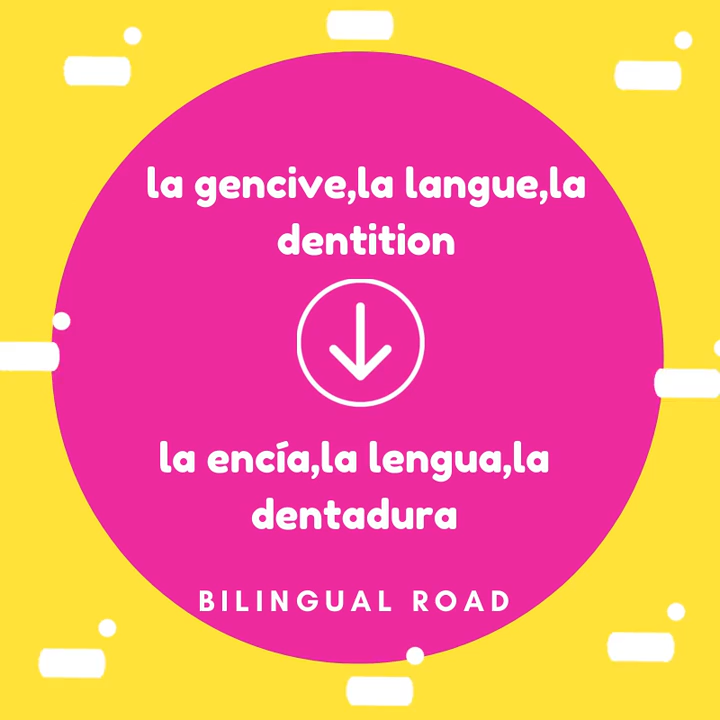 la gencive,la langue,la
dentition
la encía,la lengua,la
dentadura
BILINGUAL ROAD